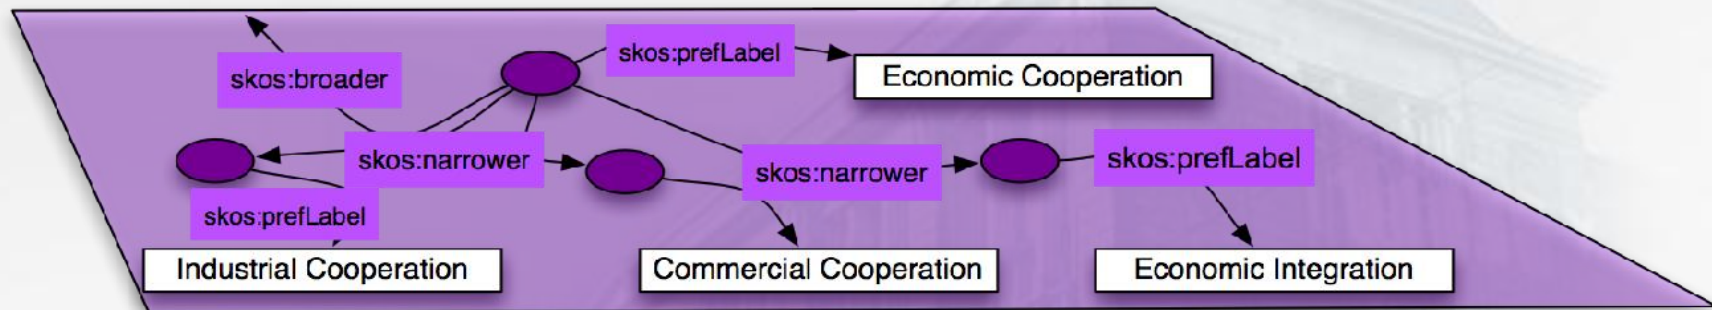 skos:prefLabel
skos:broader
Economic Cooperation
skos:narrower
skos:prefLabel
skos:narrower
skos:prefLabel
Industrial Cooperation
Commercial Cooperation
Economic Integration